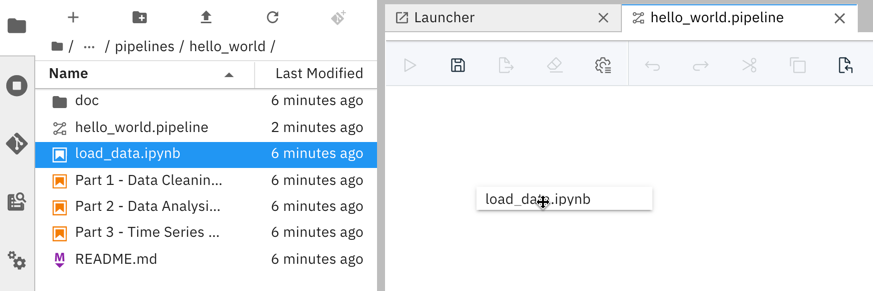 Launcher
hello_world.pipeline
/ ... / pipelines / hello_world /
Name Last Modified
doc 6 minutes ago
hello_world.pipeline 2 minutes ago
load_data.ipynb 6 minutes ago
Part 1 - Data Cleanin... 6 minutes ago
Part 2 - Data Analysi... 6 minutes ago
Part 3 - Time Series ... 6 minutes ago
README.md 6 minutes ago
load_data.ipynb